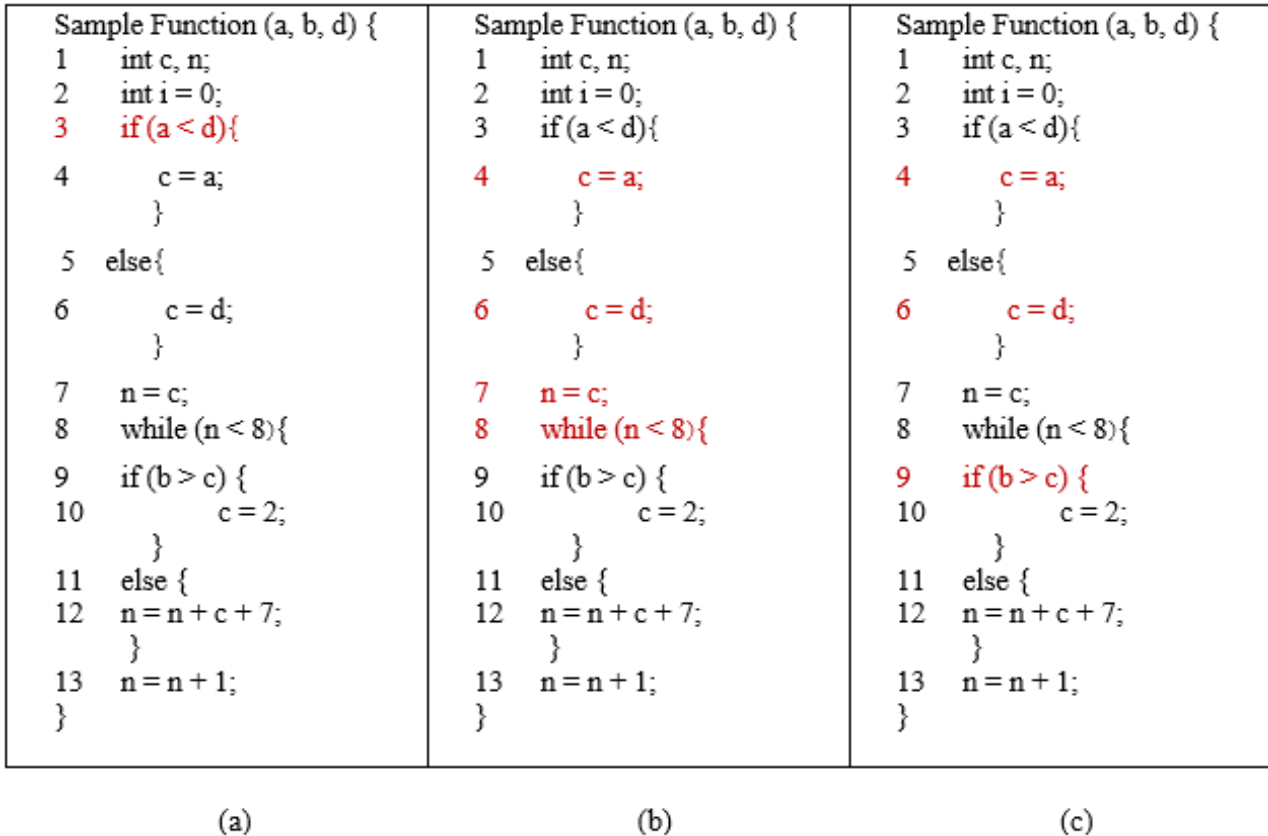 Sample Function (a, b, d) {
1 int c, n;
2 int i = 0;
3 if (a < d){
4 c = a;
}
5 else{
6 c = d;
}
7 n = c;
8 while (n < 8){
9 if (b > c) {
10 c = 2;
}
11 else {
12 n = n + c + 7;
}
13 n = n + 1;
}
(a)
Sample Function (a, b, d) {
1 int c, n;
2 int i = 0;
3 if (a < d){
4 c = a;
}
5 else{
6 c = d;
}
7 n = c;
8 while (n < 8){
9 if (b > c) {
10 c = 2;
}
11 else {
12 n = n + c + 7;
}
13 n = n + 1;
}
(b)
Sample Function (a, b, d) {
1 int c, n;
2 int i = 0;
3 if (a < d){
4 c = a;
}
5 else{
6 c = d;
}
7 n = c;
8 while (n < 8){
9 if (b > c) {
10 c = 2;
}
11 else {
12 n = n + c + 7;
}
13 n = n + 1;
}
(c)